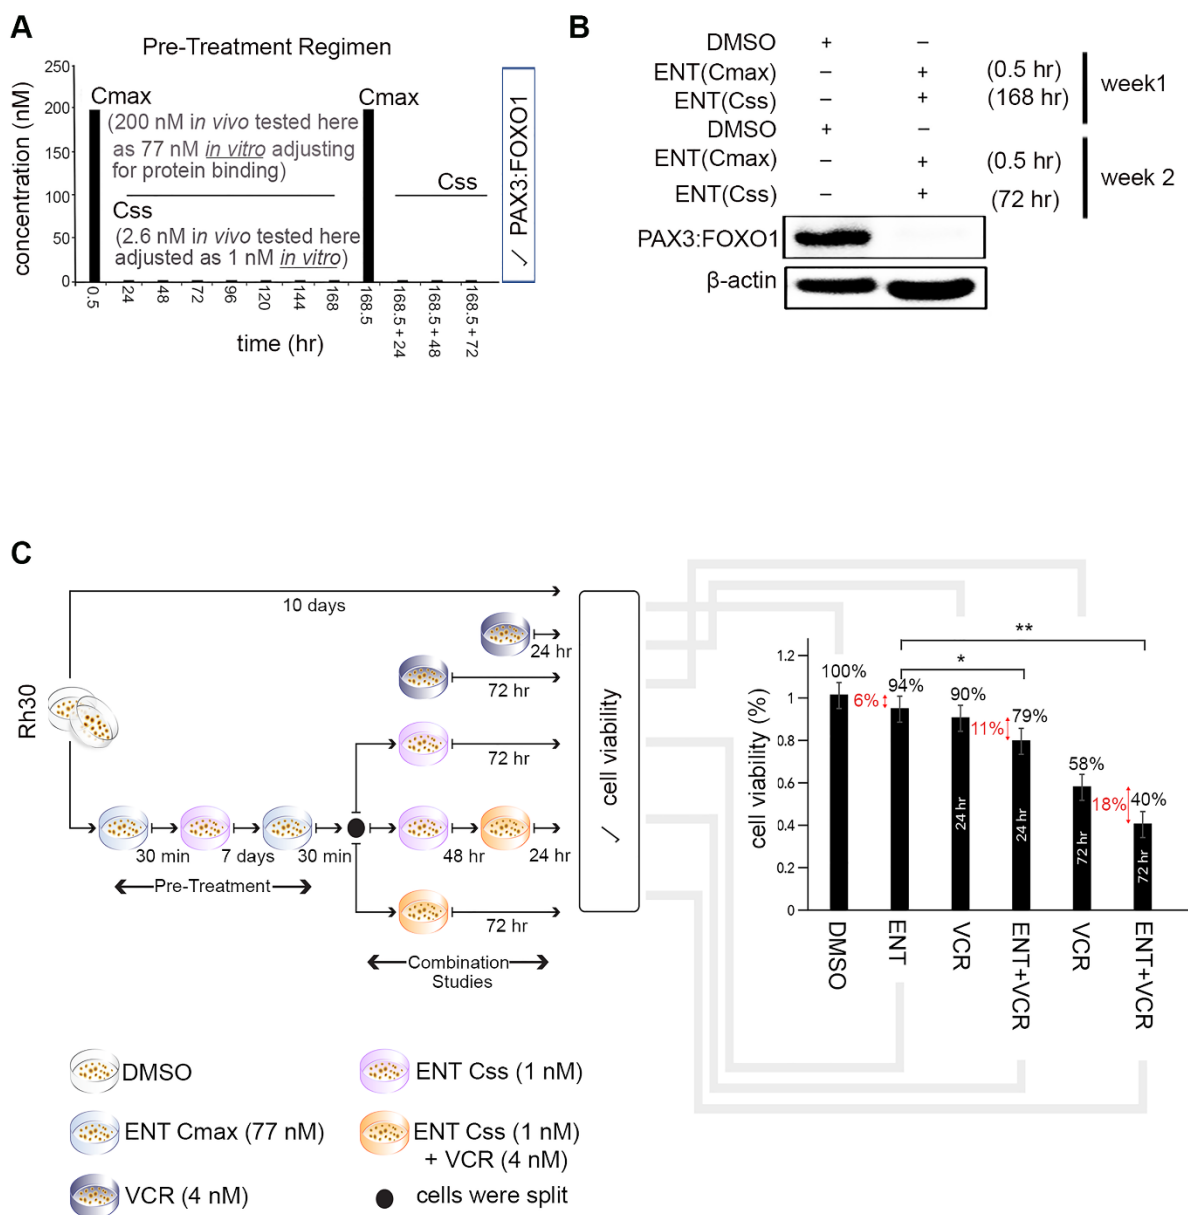 A
Pre-Treatment Regimen
concentration (nM)
250
200
150
100
50
0
Cmax
(200 nM in vivo tested here
as 77 nM in vitro adjusting
for protein binding)
Css
(2.6 nM in vivo tested here
adjusted as 1 nM in vitro)
Cmax
Css
✓ PAX3:FOXO1
0.5
24
48
72
96
120
144
168
168.5
168.5 + 24
168.5 + 48
168.5 + 72
time (hr)
B
DMSO + –
ENT(Cmax) – + (0.5 hr)
ENT(Css) – + (168 hr)
week1
DMSO + –
ENT(Cmax) – + (0.5 hr)
ENT(Css) – + (72 hr)
week 2
PAX3:FOXO1
β-actin
C
Rh30
10 days
24 hr
72 hr
72 hr
30 min
7 days
30 min
48 hr
24 hr
Pre-Treatment
72 hr
Combination
Studies
✓ cell viability
cell viability (%)
1.2
1
0.8
0.6
0.4
0.2
0
**
*
100%
6%
94%
90%
11%
79%
58%
18%
40%
24 hr
24 hr
72 hr
72 hr
DMSO
ENT
VCR
ENT+VCR
VCR
ENT+VCR
DMSO
ENT Cmax (77 nM)
VCR (4 nM)
ENT Css (1 nM)
ENT Css (1 nM)
+ VCR (4 nM)
cells were split